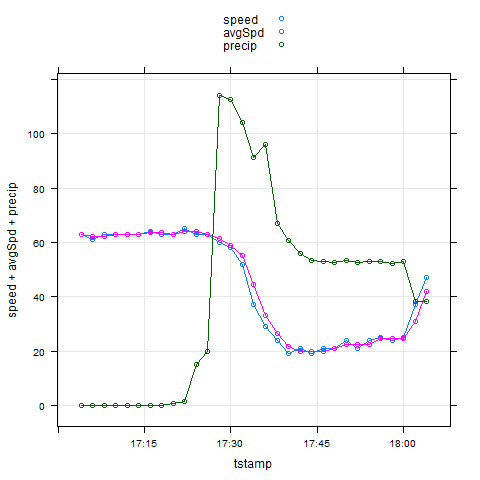 speed
avgSpd
precip
speed + avgSpd + precip
100
80
60
40
20
0
17:15 17:30 17:45 18:00
tstamp